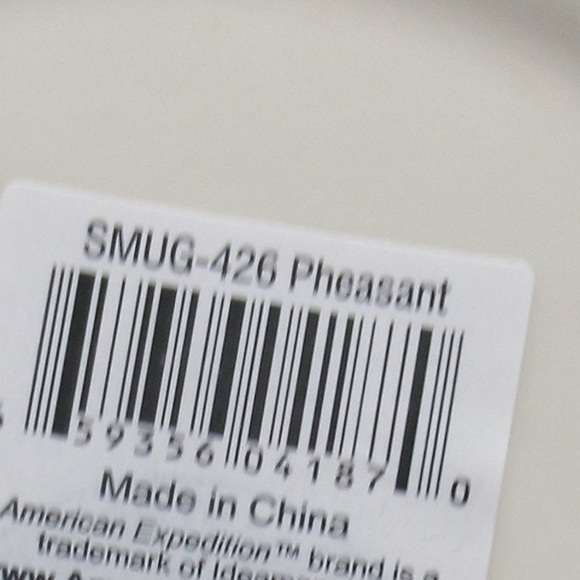 SMUG-426 Pheasant
59356 04187 0
Made in China
American Expedition™ brand is a
trademark of